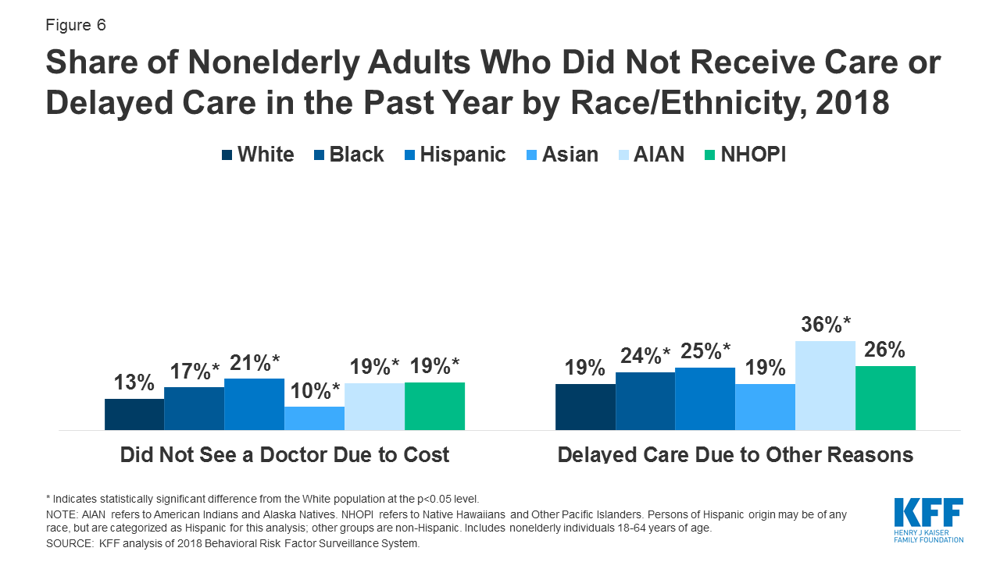 Figure 6
Share of Nonelderly Adults Who Did Not Receive Care or
Delayed Care in the Past Year by Race/Ethnicity, 2018
White Black Hispanic Asian AIAN NHOPI
13% 17%* 21%* 10%* 19%* 19%*
19% 24%* 25%* 19% 36%* 26%
Did Not See a Doctor Due to Cost
Delayed Care Due to Other Reasons
* Indicates statistically significant difference from the White population at the p<0.05 level.
NOTE: AIAN refers to American Indians and Alaska Natives. NHOPI refers to Native Hawaiians and Other Pacific Islanders. Persons of Hispanic origin may be of any
race, but are categorized as Hispanic for this analysis; other groups are non-Hispanic. Includes nonelderly individuals 18-64 years of age.
SOURCE: KFF analysis of 2018 Behavioral Risk Factor Surveillance System.
KFF
HENRY J KAISER
FAMILY FOUNDATION